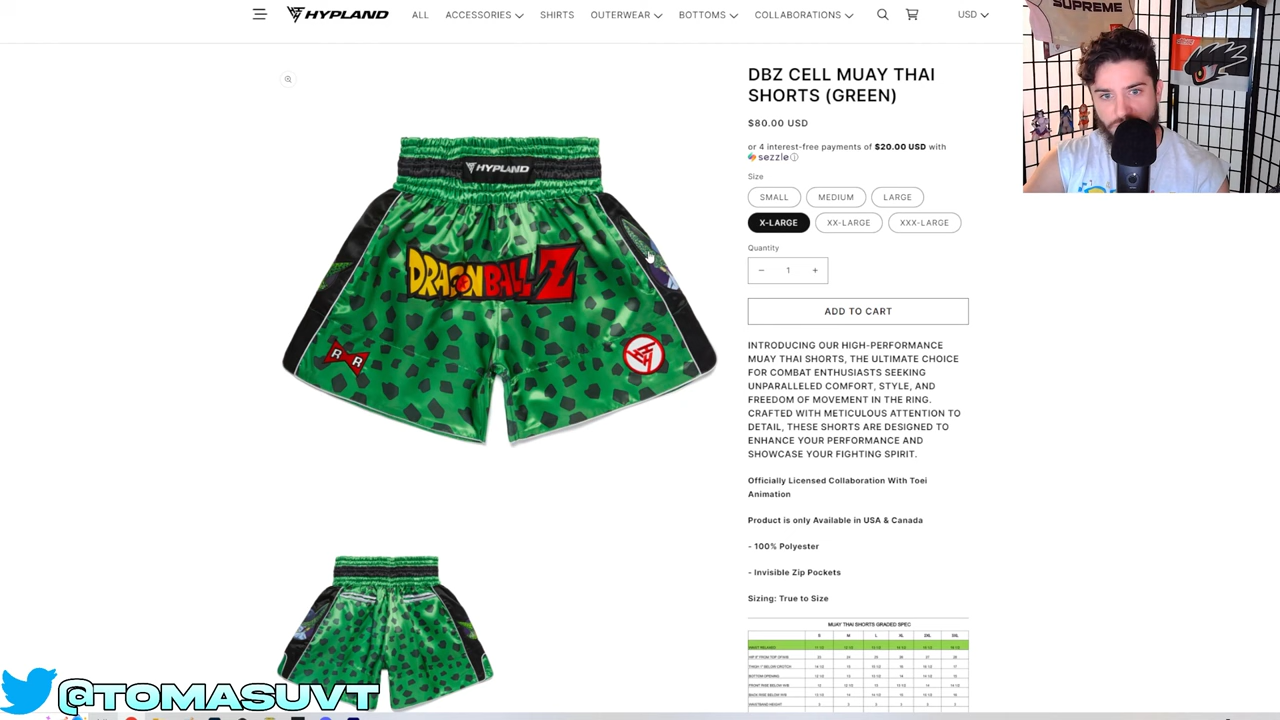 HYPLAND
ALL
ACCESSORIES
SHIRTS
OUTERWEAR
BOTTOMS
COLLABORATIONS
USD
SUPREME
HYPLAND
DRAGON BALL Z
R R
DBZ CELL MUAY THAI
SHORTS (GREEN)
$80.00 USD
or 4 interest-free payments of $20.00 USD with
sezzle
Size
SMALL
MEDIUM
LARGE
X-LARGE
XX-LARGE
XXX-LARGE
Quantity
− 1 +
ADD TO CART
INTRODUCING OUR HIGH-PERFORMANCE
MUAY THAI SHORTS, THE ULTIMATE CHOICE
FOR COMBAT ENTHUSIASTS SEEKING
UNPARALLELED COMFORT, STYLE, AND
FREEDOM OF MOVEMENT IN THE RING.
CRAFTED WITH METICULOUS ATTENTION TO
DETAIL, THESE SHORTS ARE DESIGNED TO
ENHANCE YOUR PERFORMANCE AND
SHOWCASE YOUR FIGHTING SPIRIT.
Officially Licensed Collaboration With Toei
Animation
Product is only Available in USA & Canada
- 100% Polyester
- Invisible Zip Pockets
Sizing: True to Size
MUAY THAI SHORTS GRADED SPEC
@TOMASUVT